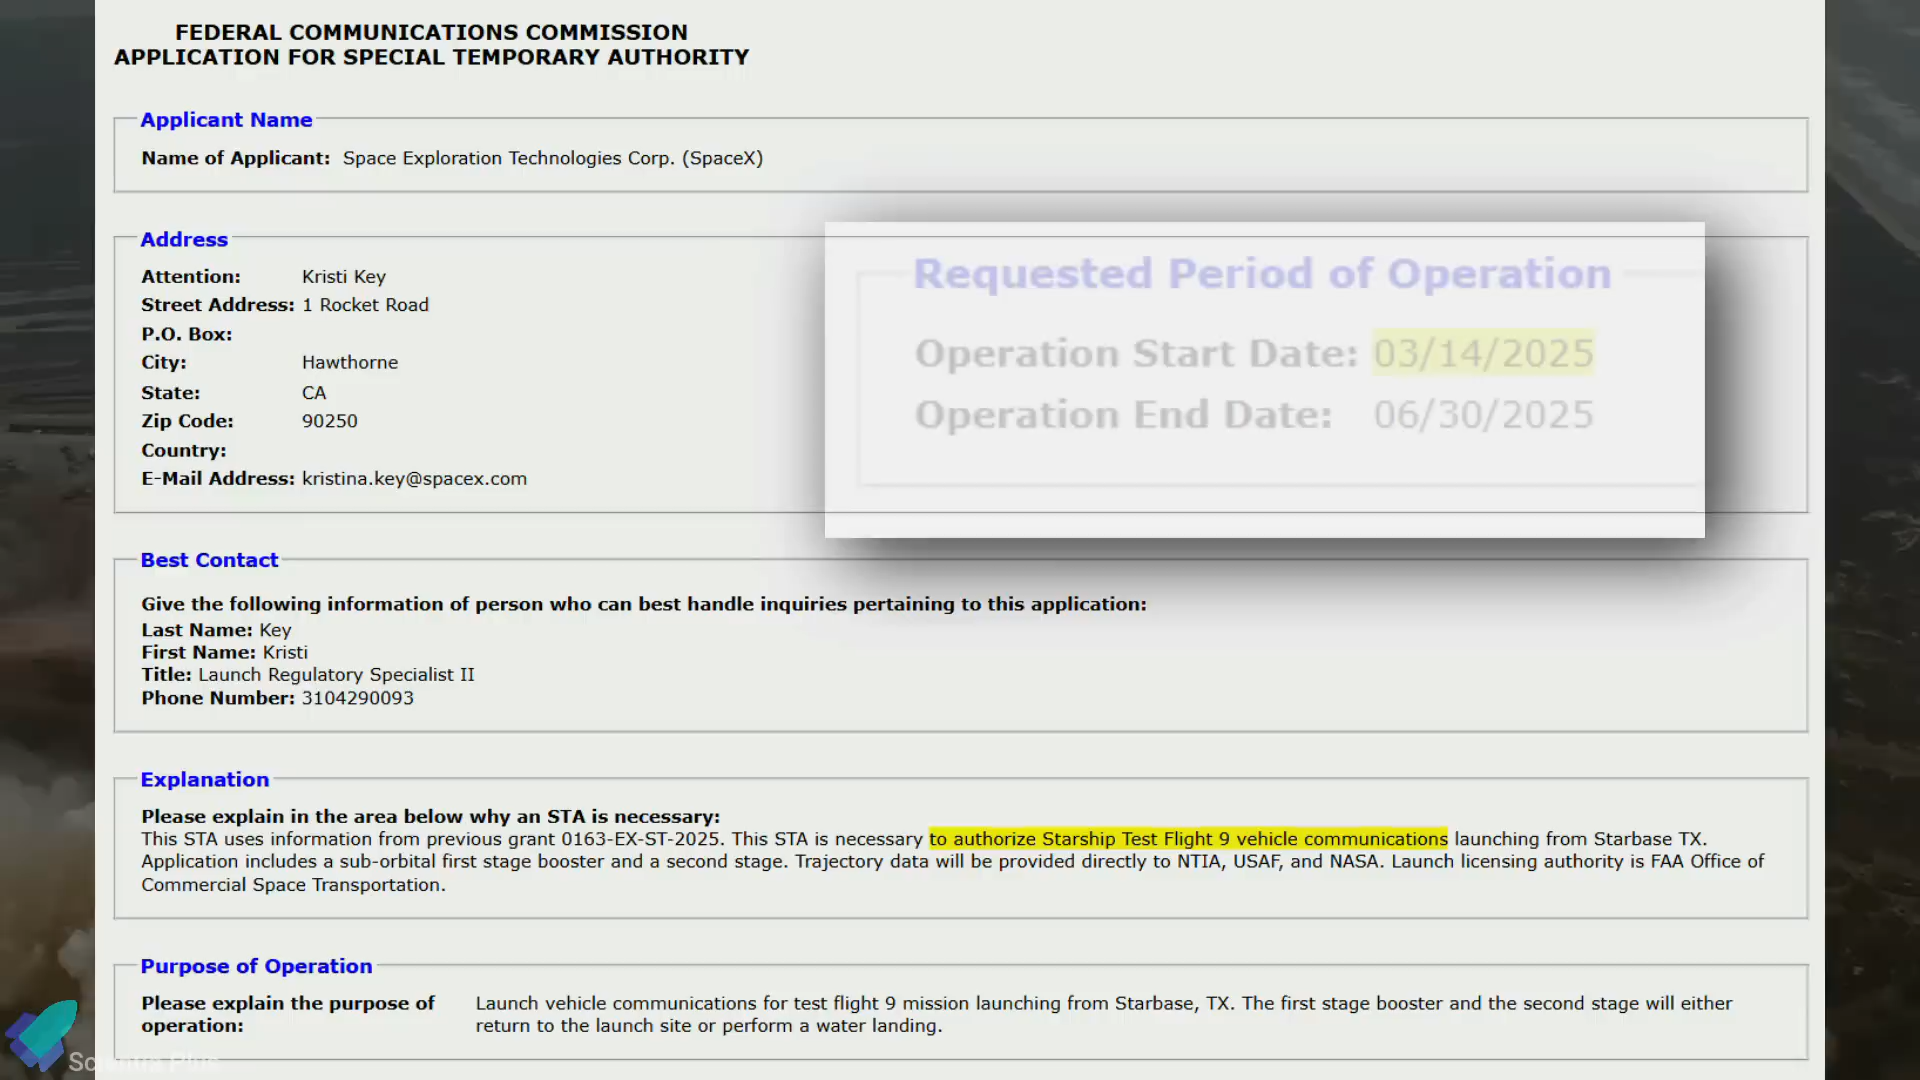 FEDERAL COMMUNICATIONS COMMISSION
APPLICATION FOR SPECIAL TEMPORARY AUTHORITY
Applicant Name
Name of Applicant: Space Exploration Technologies Corp. (SpaceX)
Address
Attention: Kristi Key
Street Address: 1 Rocket Road
P.O. Box:
City: Hawthorne
State: CA
Zip Code: 90250
Country:
E-Mail Address: kristina.key@spacex.com
Requested Period of Operation
Operation Start Date: 03/14/2025
Operation End Date: 06/30/2025
Best Contact
Give the following information of person who can best handle inquiries pertaining to this application:
Last Name: Key
First Name: Kristi
Title: Launch Regulatory Specialist II
Phone Number: 3104290093
Explanation
Please explain in the area below why an STA is necessary:
This STA uses information from previous grant 0163-EX-ST-2025. This STA is necessary to authorize Starship Test Flight 9 vehicle communications launching from Starbase TX.
Application includes a sub-orbital first stage booster and a second stage. Trajectory data will be provided directly to NTIA, USAF, and NASA. Launch licensing authority is FAA Office of
Commercial Space Transportation.
Purpose of Operation
Please explain the purpose of
operation:
Launch vehicle communications for test flight 9 mission launching from Starbase, TX. The first stage booster and the second stage will either
return to the launch site or perform a water landing.